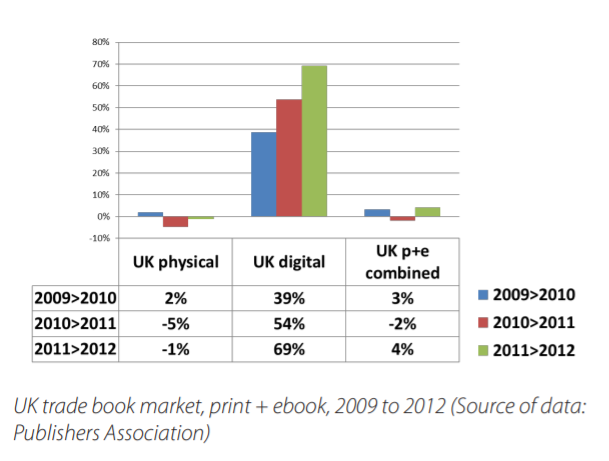 80%
70%
60%
50%
40%
30%
20%
10%
0%
-10%
UK physical UK digital UK p+e combined
2009>2010 2% 39% 3%
2010>2011 -5% 54% -2%
2011>2012 -1% 69% 4%
2009>2010
2010>2011
2011>2012
UK trade book market, print + ebook, 2009 to 2012 (Source of data:
Publishers Association)